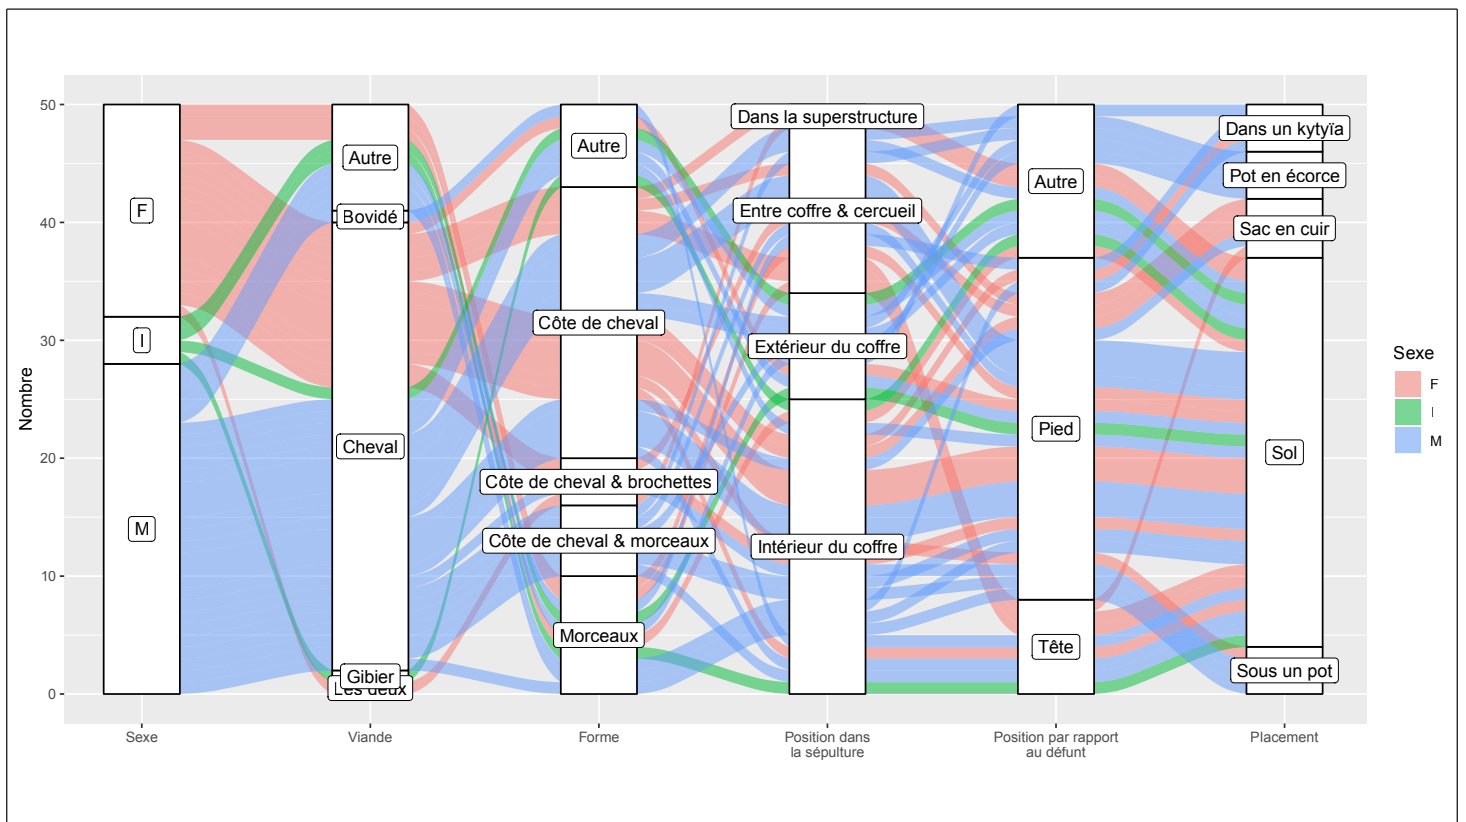 50
40
30
20
10
0
Nombre
F
I
M
Autre
Bovidé
Cheval
Gibier
Les deux
Autre
Côte de cheval
Côte de cheval & brochettes
Côte de cheval & morceaux
Morceaux
Dans la superstructure
Entre coffre & cercueil
Extérieur du coffre
Intérieur du coffre
Autre
Pied
Tête
Dans un kytyïa
Pot en écorce
Sac en cuir
Sol
Sous un pot
Sexe
Viande
Forme
Position dans
la sépulture
Position par rapport
au défunt
Placement
Sexe
F
I
M